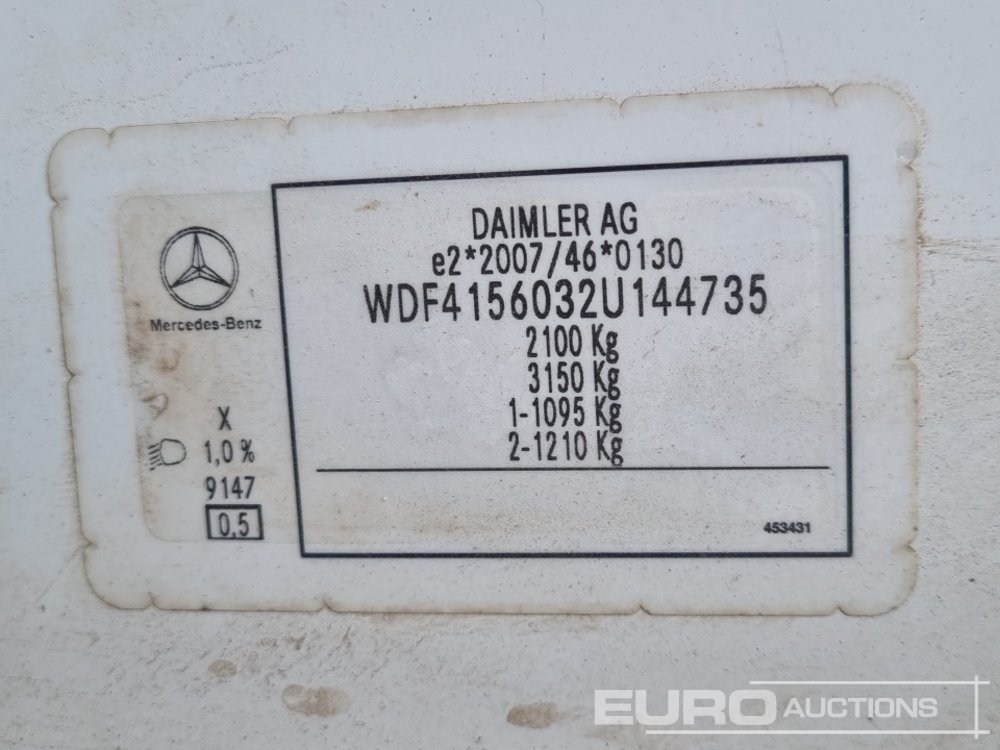 DAIMLER AG
e2*2007/46*0130
WDF4156032U144735
2100 Kg
3150 Kg
1-1095 Kg
2-1210 Kg
453431
Mercedes-Benz
X
1,0 %
9147
0,5
EURO AUCTIONS